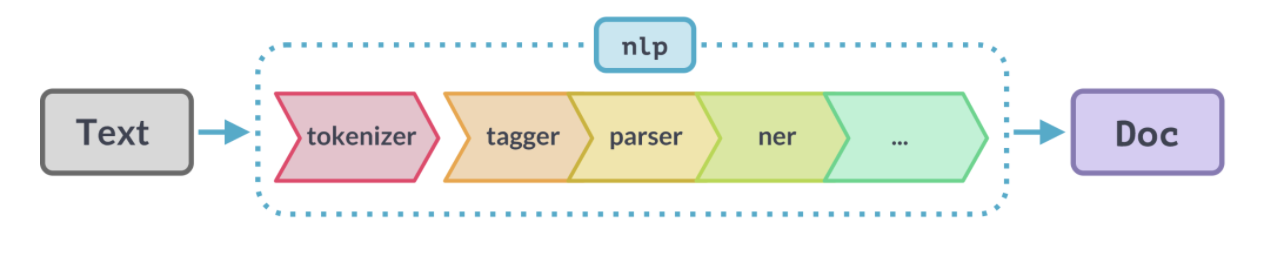 nlp
Text
tokenizer
tagger
parser
ner
...
Doc